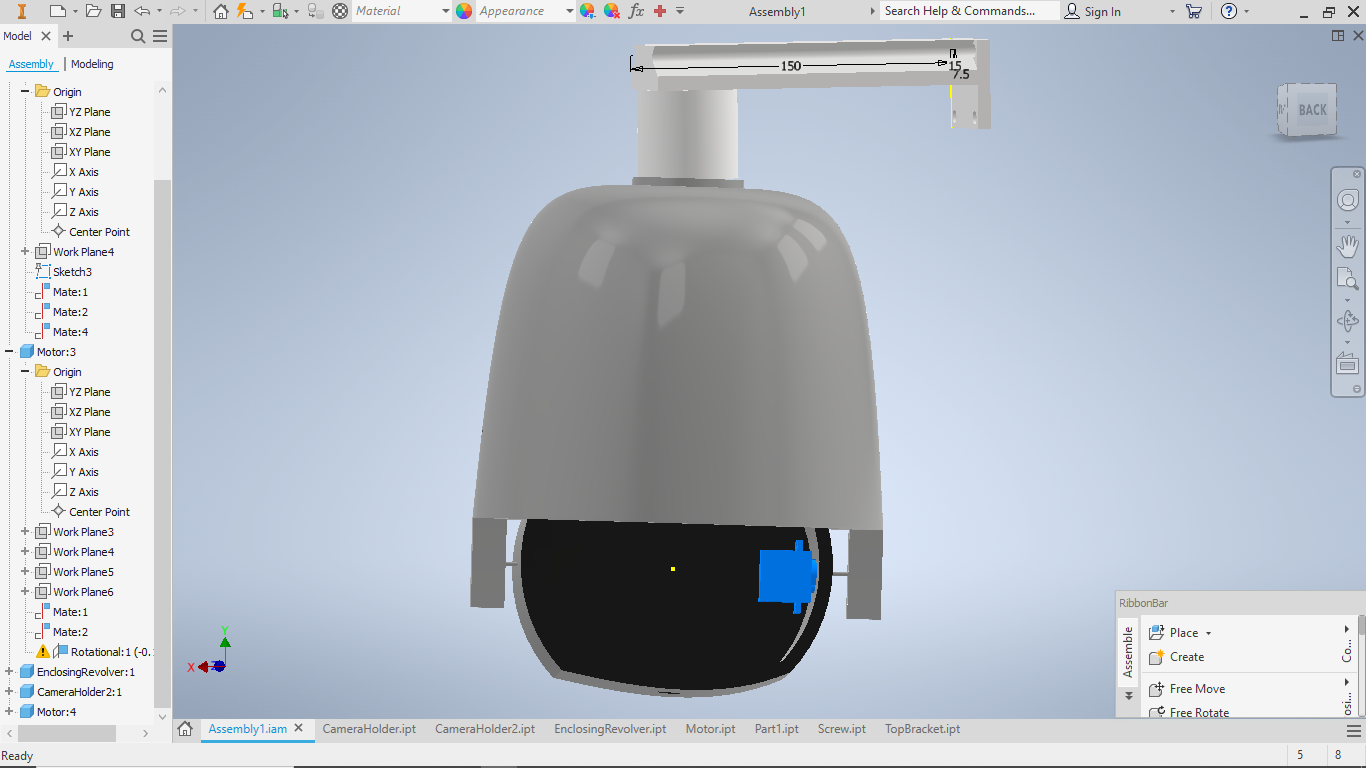 Material
Appearance
fx
Assembly1
Search Help & Commands...
Sign In
Model
Assembly
Modeling
Origin
YZ Plane
XZ Plane
XY Plane
X Axis
Y Axis
Z Axis
Center Point
Work Plane4
Sketch3
Mate:1
Mate:2
Mate:4
Motor:3
Origin
YZ Plane
XZ Plane
XY Plane
X Axis
Y Axis
Z Axis
Center Point
Work Plane3
Work Plane4
Work Plane5
Work Plane6
Mate:1
Mate:2
Rotational:1 (-0.
EnclosingRevolver:1
CameraHolder2:1
Motor:4
150
15
7.5
BACK
Y
X
Z
RibbonBar
Assemble
Place
Create
Free Move
Free Rotate
Co...
Assembly1.iam
CameraHolder.ipt
CameraHolder2.ipt
EnclosingRevolver.ipt
Motor.ipt
Part1.ipt
Screw.ipt
TopBracket.ipt
Ready
5
8